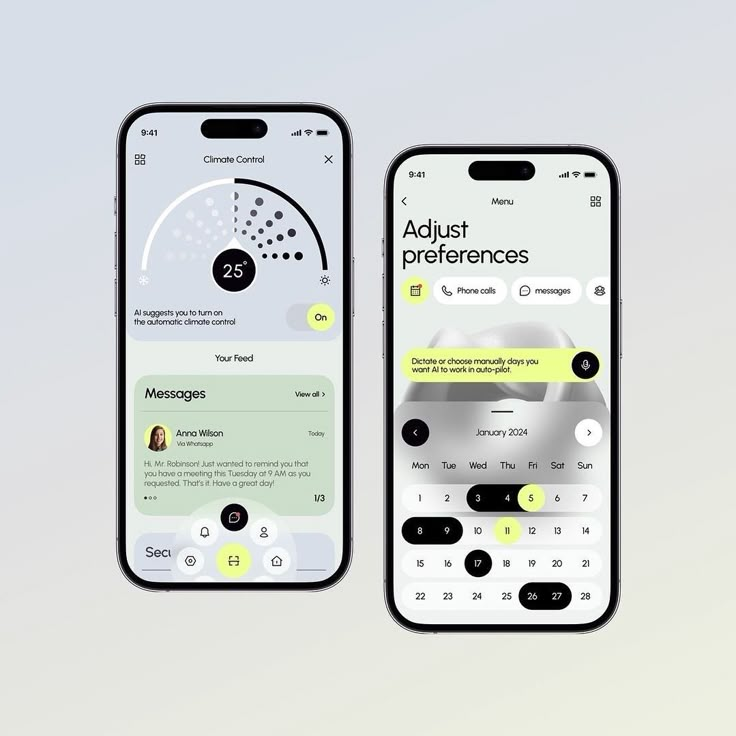 9:41
Climate Control
25°
AI suggests you to turn on
the automatic climate control
On
Your Feed
Messages
View all >
Anna Wilson
Today
Via Whatsapp
Hi, Mr. Robinson! Just wanted to remind you that
you have a meeting this Tuesday at 9 AM as you
requested. That's it. Have a great day!
1/3
9:41
Menu
Adjust
preferences
Phone calls
messages
Dictate or choose manually days you
want AI to work in auto-pilot.
January 2024
Mon Tue Wed Thu Fri Sat Sun
1 2 3 4 5 6 7
8 9 10 11 12 13 14
15 16 17 18 19 20 21
22 23 24 25 26 27 28